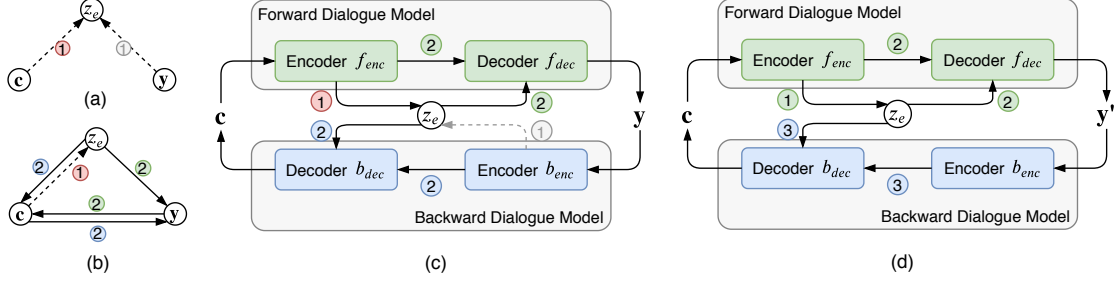 z_e
1
1
c
y
(a)
z_e
2
1
2
c
2
y
2
(b)
Forward Dialogue Model
Encoder f_enc
2
Decoder f_dec
1
2
c
z_e
y
2
1
Decoder b_dec
2
Encoder b_enc
Backward Dialogue Model
(c)
Forward Dialogue Model
Encoder f_enc
2
Decoder f_dec
1
2
c
z_e
y'
3
Decoder b_dec
3
Encoder b_enc
Backward Dialogue Model
(d)